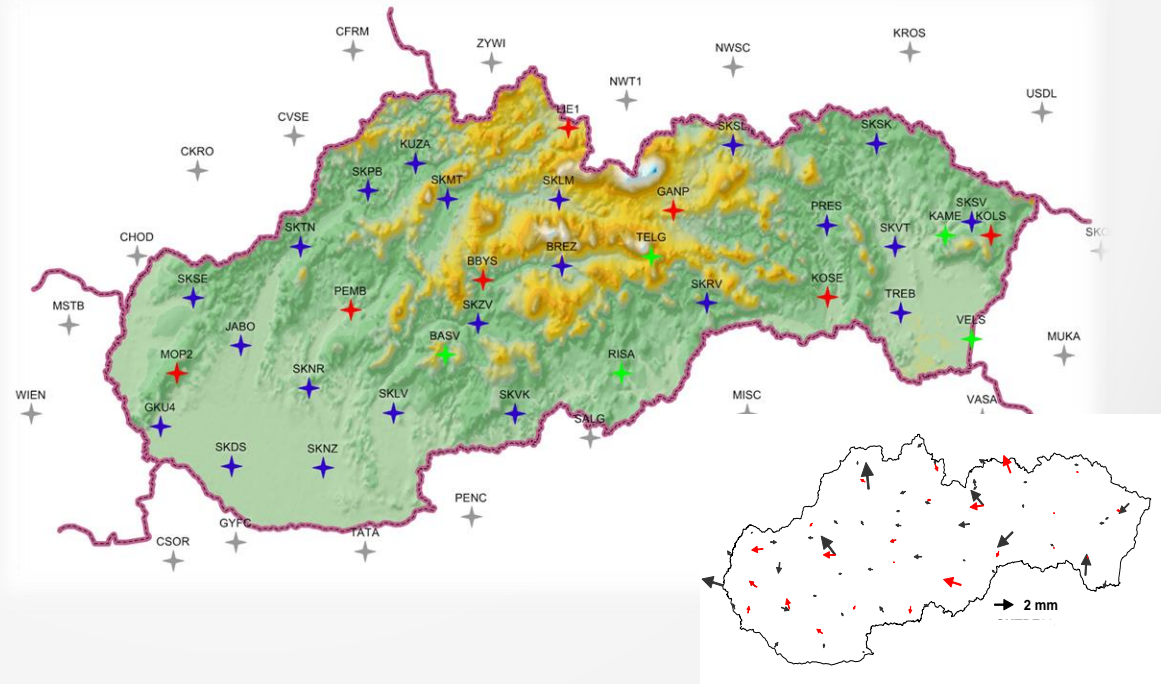 CFRM
KROS
ZYWI
NWSC
NWT1
USDL
LIE1
CVSE
SKSL
SKSK
KUZA
CKRO
SKPB
SKMT
SKLM
GANP
PRES
SKSV
KAME
KOLS
SKTN
SKVT
CHOD
TELG
BREZ
BBYS
SKSE
PEMB
SKRV
KOSE
TREB
MSTB
SKZV
VELS
JABO
BASV
MUKA
MOP2
RISA
SKNR
WIEN
SKLV
SKVK
MISC
VASA
GKU4
SALG
SKDS
SKNZ
PENC
GYFC
TATA
CSOR
2 mm